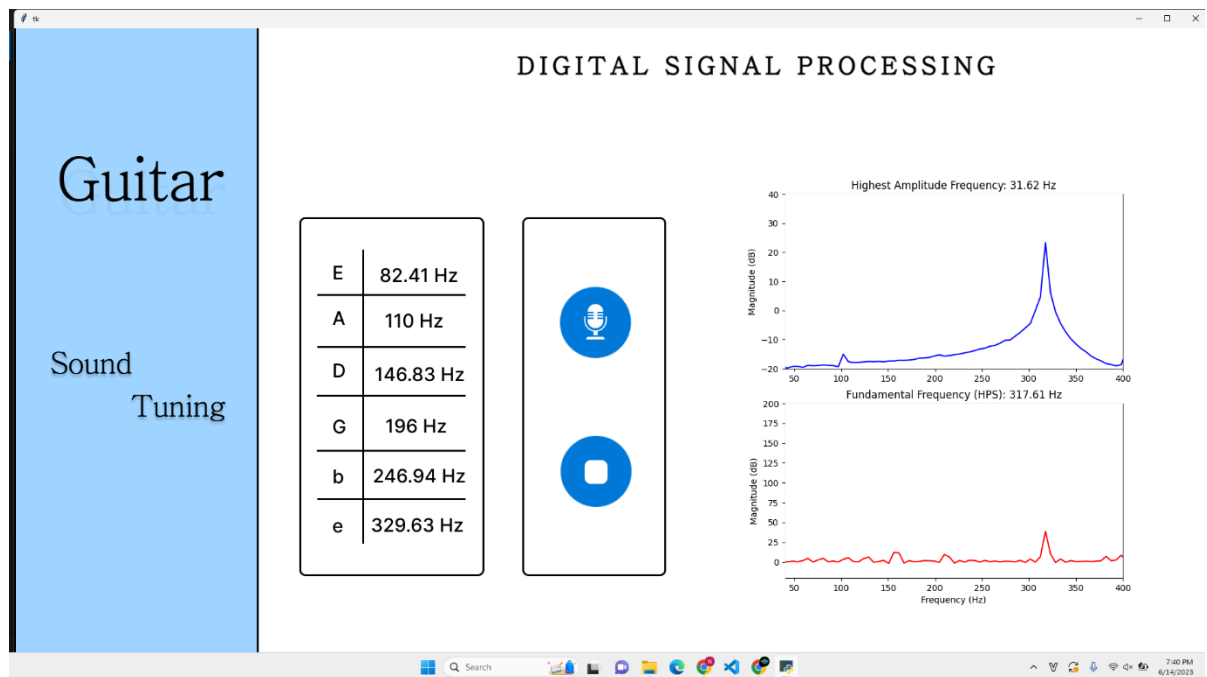 tk
DIGITAL SIGNAL PROCESSING
Guitar
Sound
Tuning
E 82.41 Hz
A 110 Hz
D 146.83 Hz
G 196 Hz
b 246.94 Hz
e 329.63 Hz
Highest Amplitude Frequency: 31.62 Hz
Magnitude (dB)
40
30
20
10
0
−10
−20
50 100 150 200 250 300 350 400
Fundamental Frequency (HPS): 317.61 Hz
Magnitude (dB)
200
175
150
125
100
75
50
25
0
50 100 150 200 250 300 350 400
Frequency (Hz)
Search
7:40 PM
6/14/2023